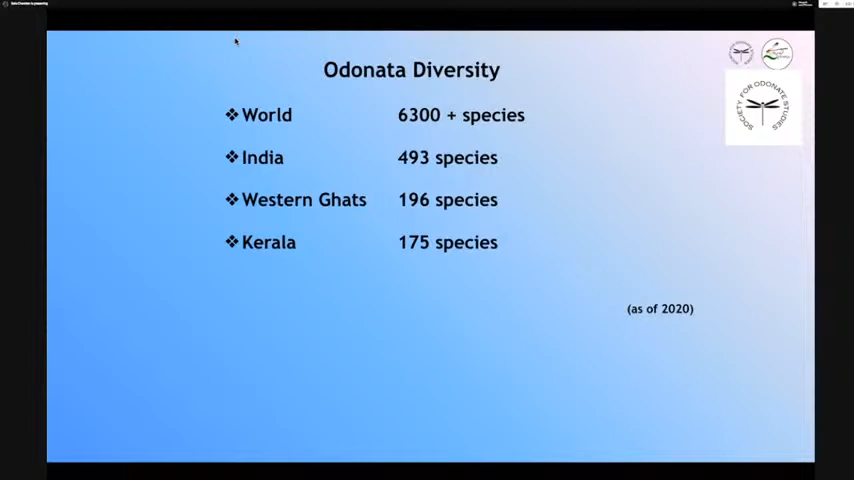 Odonata Diversity
❖World 6300 + species
❖India 493 species
❖Western Ghats 196 species
❖Kerala 175 species
(as of 2020)
SOCIETY FOR ODONATE STUDIES